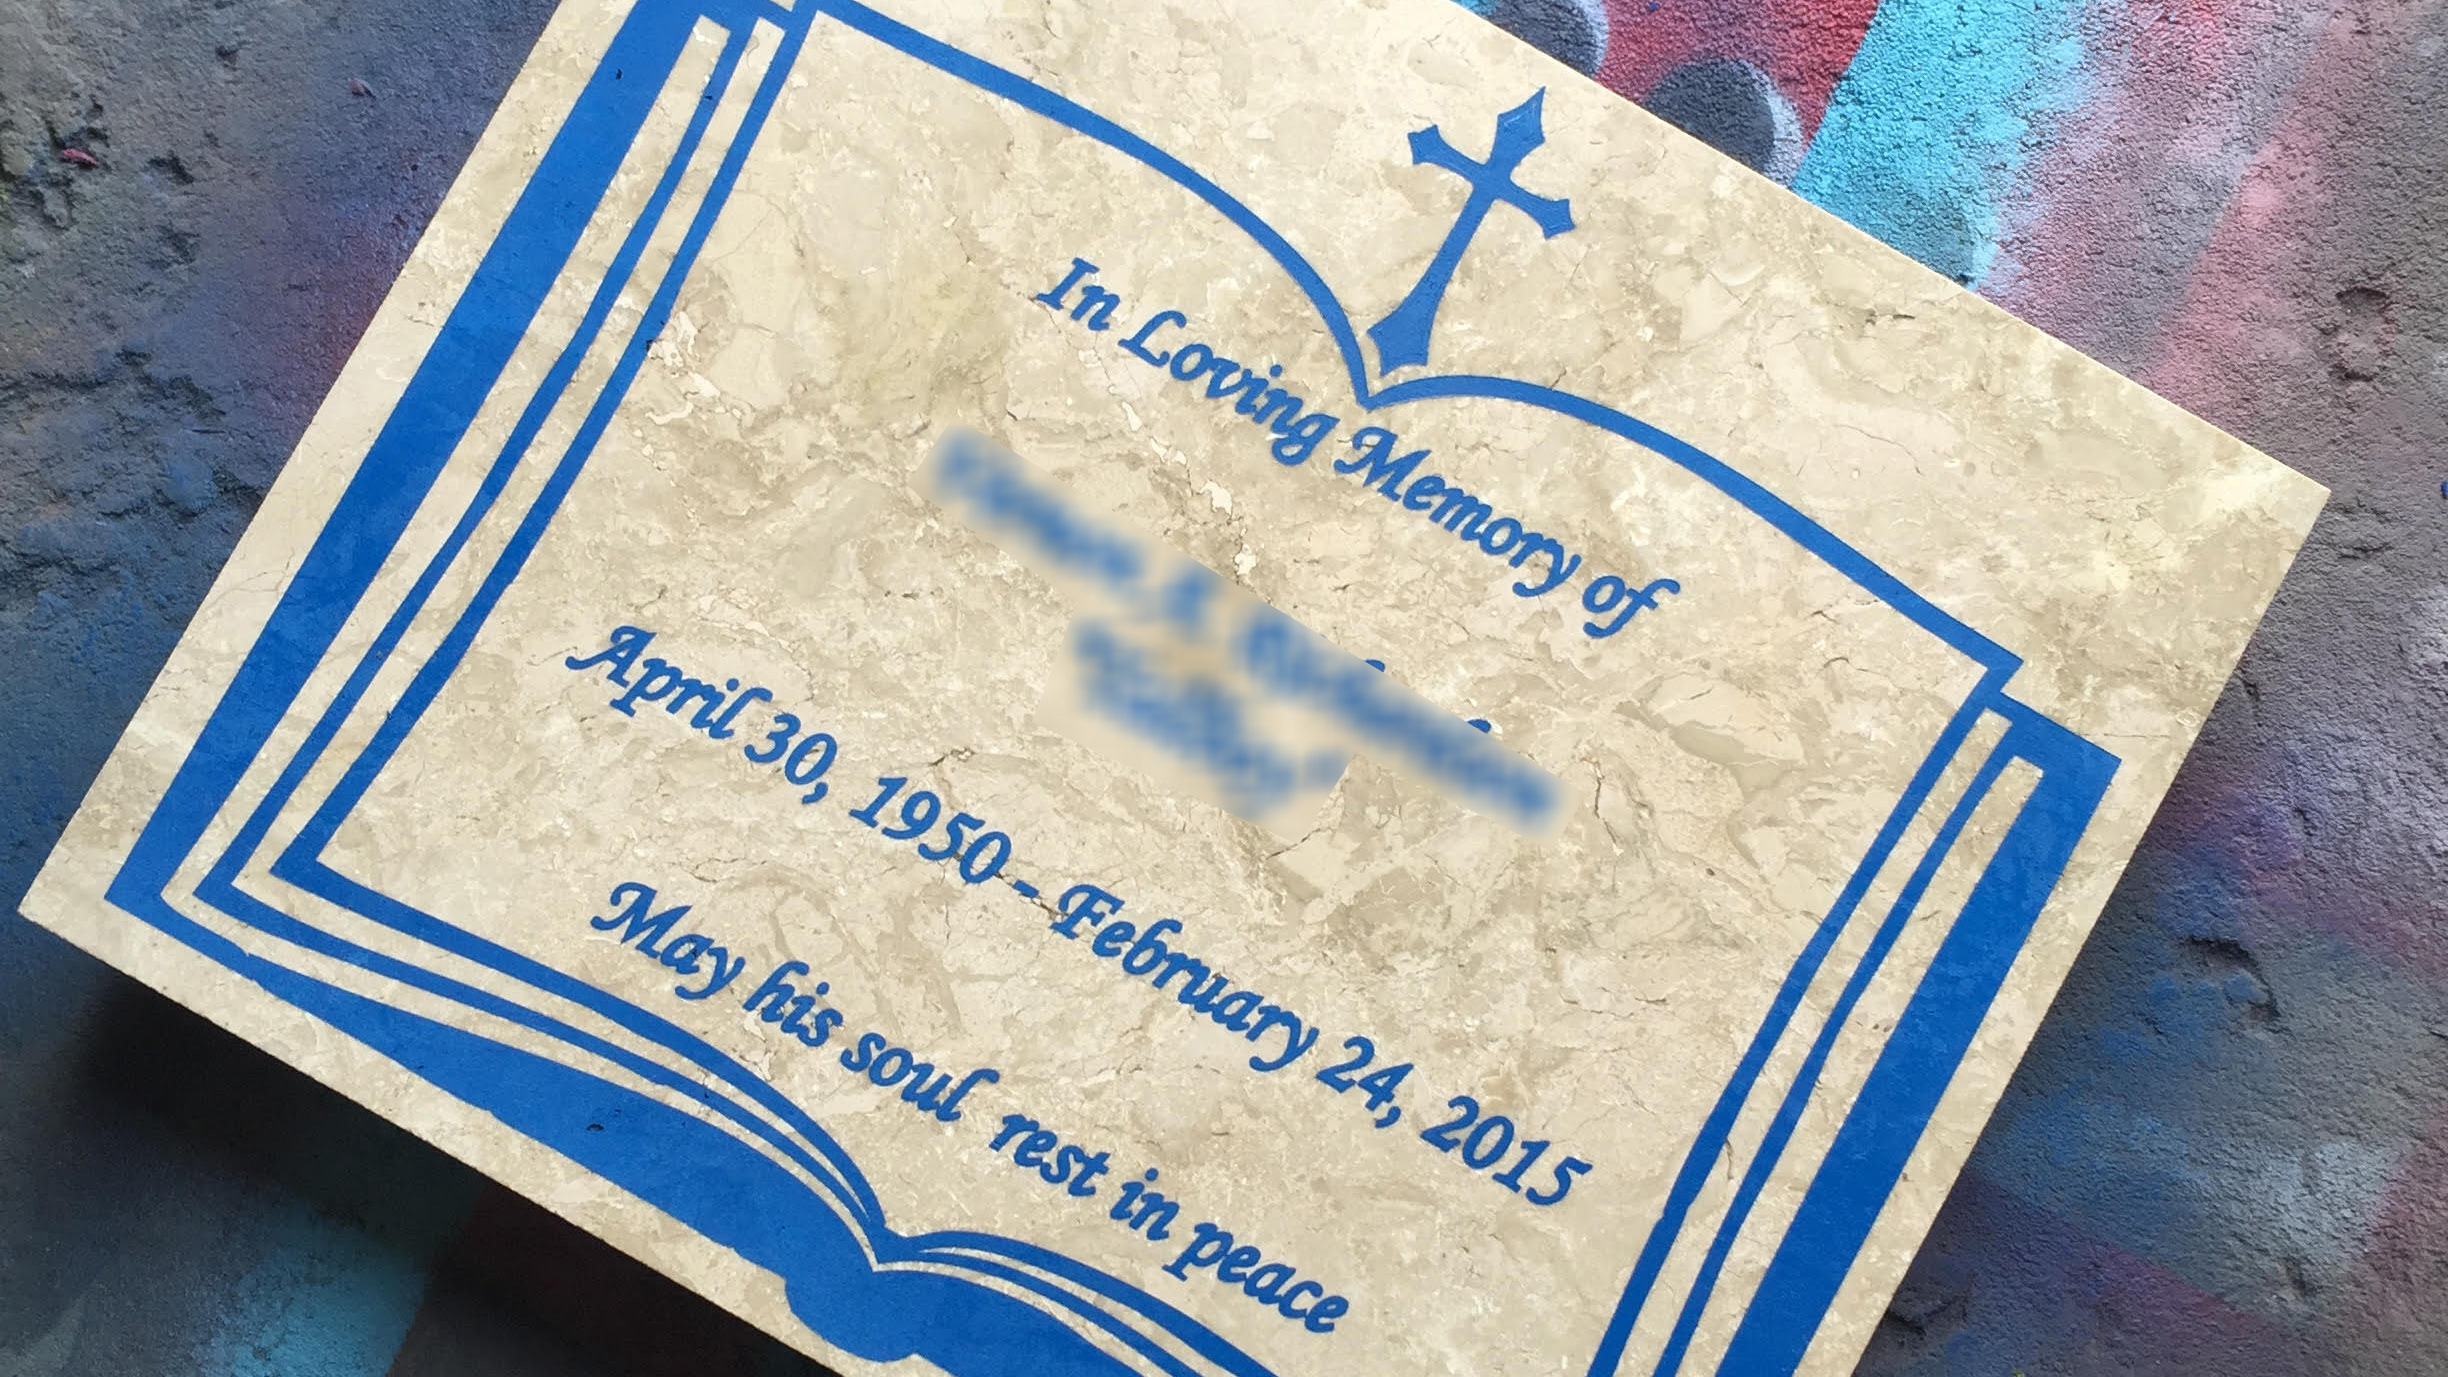 In Loving Memory of
April 30, 1950 - February 24, 2015
May his soul rest in peace